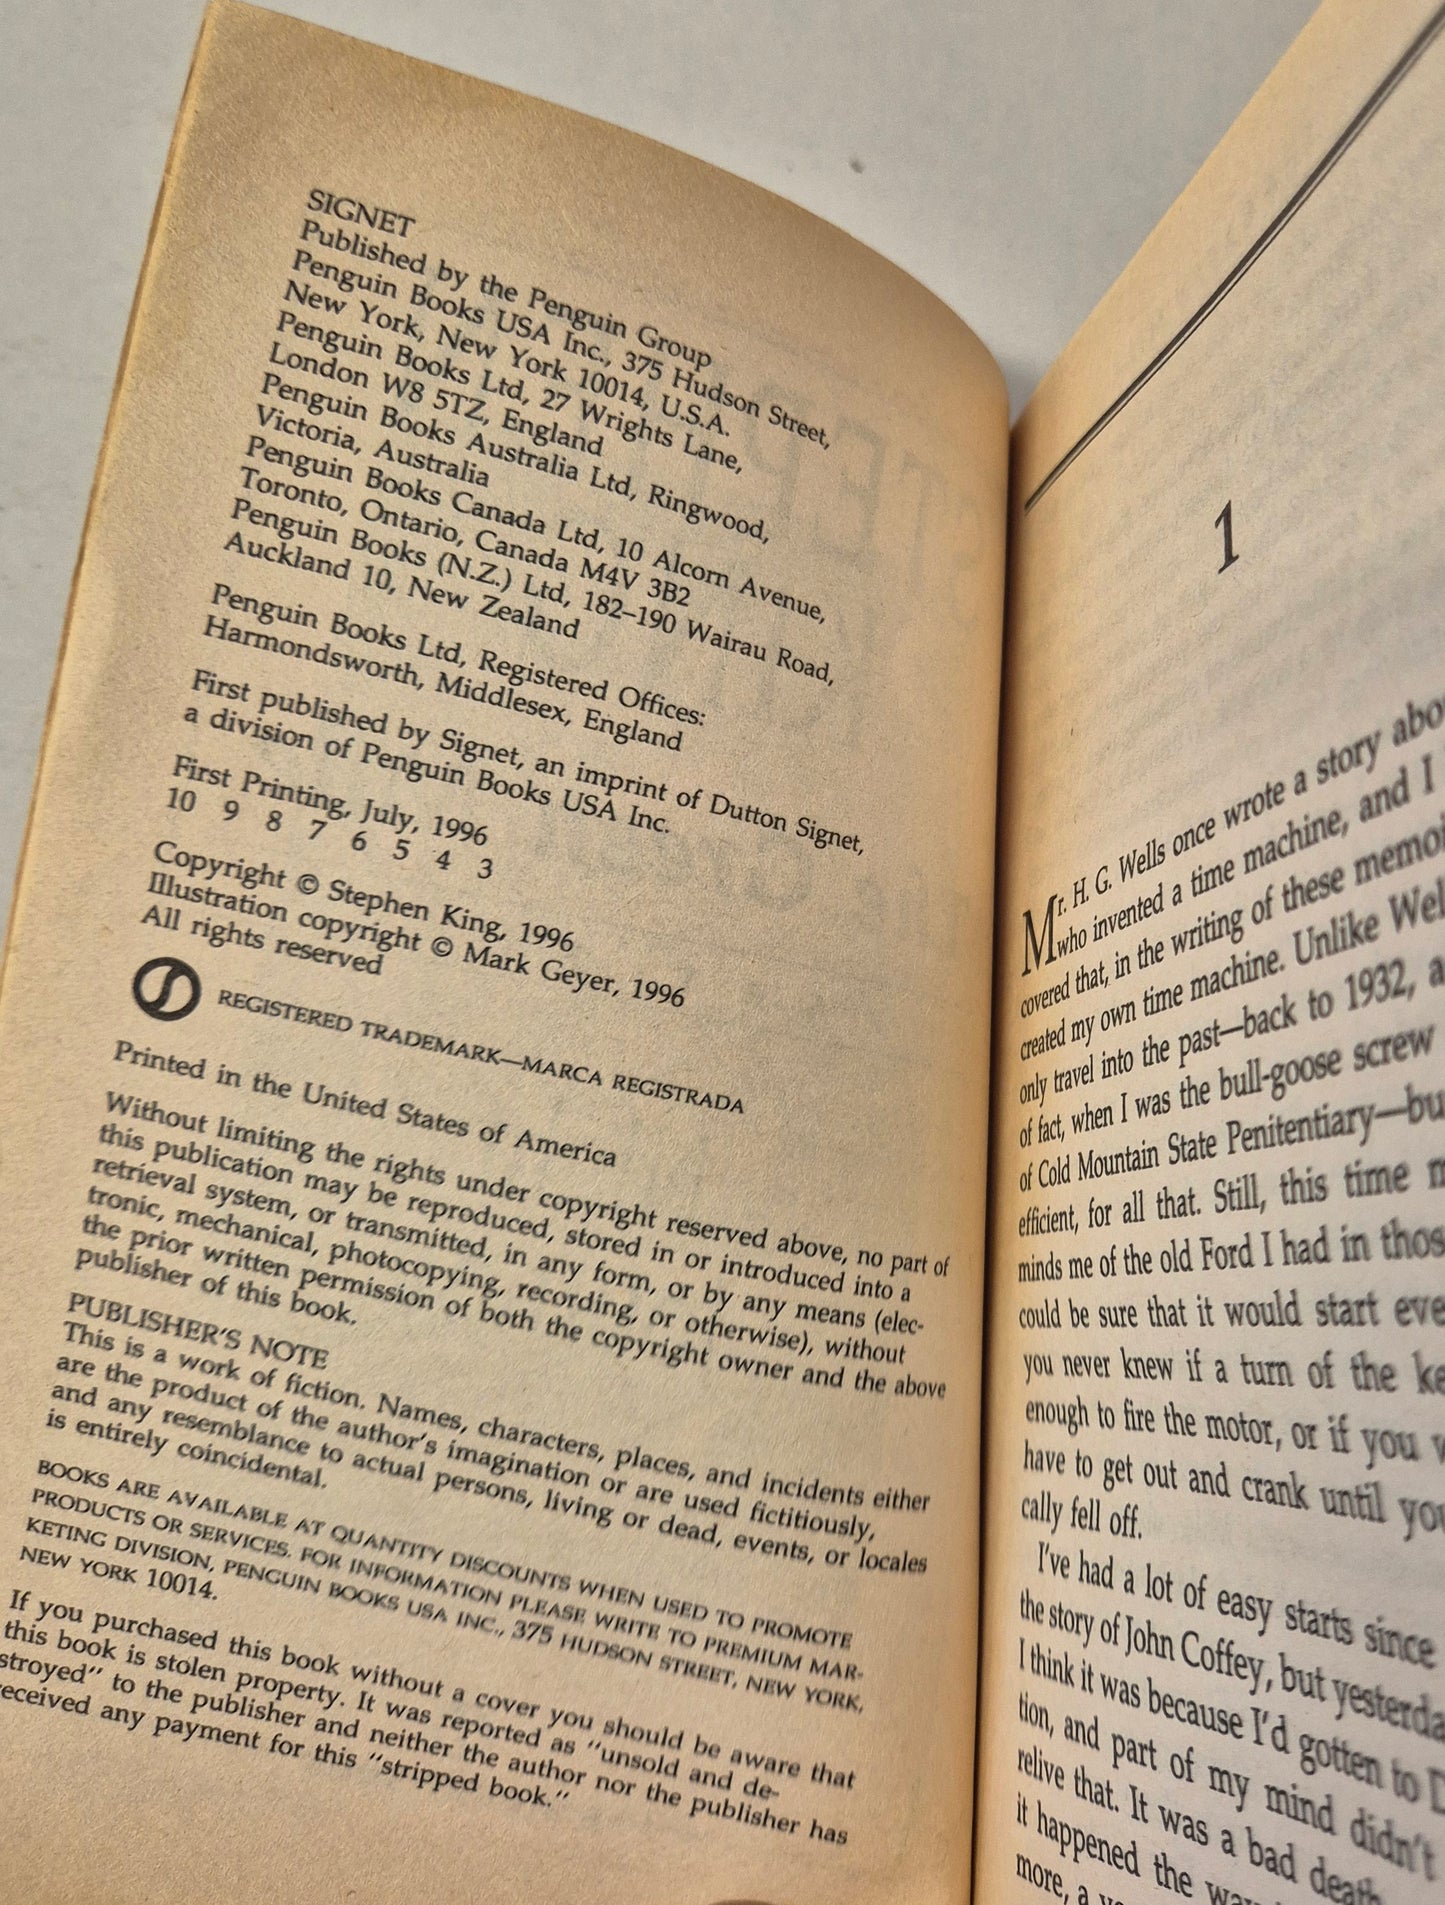 SIGNET
Published by the Penguin Group
Penguin Books USA Inc., 375 Hudson Street,
New York, New York 10014, U.S.A.
Penguin Books Ltd, 27 Wrights Lane,
London W8 5TZ, England
Penguin Books Australia Ltd, Ringwood,
Victoria, Australia
Penguin Books Canada Ltd, 10 Alcorn Avenue,
Toronto, Ontario, Canada M4V 3B2
Penguin Books (N.Z.) Ltd, 182–190 Wairau Road,
Auckland 10, New Zealand
Penguin Books Ltd, Registered Offices:
Harmondsworth, Middlesex, England
First published by Signet, an imprint of Dutton Signet,
a division of Penguin Books USA Inc.
First Printing, July, 1996
10 9 8 7 6 5 4 3
Copyright © Stephen King, 1996
Illustration copyright © Mark Geyer, 1996
All rights reserved
REGISTERED TRADEMARK—MARCA REGISTRADA
Printed in the United States of America
Without limiting the rights under copyright reserved above, no part of
this publication may be reproduced, stored in or introduced into a
retrieval system, or transmitted, in any form, or by any means (elec-
tronic, mechanical, photocopying, recording, or otherwise), without
the prior written permission of both the copyright owner and the above
publisher of this book.
PUBLISHER'S NOTE
This is a work of fiction. Names, characters, places, and incidents either
are the product of the author's imagination or are used fictitiously,
and any resemblance to actual persons, living or dead, events, or locales
is entirely coincidental.
BOOKS ARE AVAILABLE AT QUANTITY DISCOUNTS WHEN USED TO PROMOTE
PRODUCTS OR SERVICES. FOR INFORMATION PLEASE WRITE TO PREMIUM MAR-
KETING DIVISION, PENGUIN BOOKS USA INC., 375 HUDSON STREET, NEW YORK,
NEW YORK 10014.
If you purchased this book without a cover you should be aware that
this book is stolen property. It was reported as "unsold and de-
stroyed" to the publisher and neither the author nor the publisher has
received any payment for this "stripped book."
1
Mr. H. G. Wells once wrote a story abo
who invented a time machine, and I
covered that, in the writing of these memoi
created my own time machine. Unlike Wel
only travel into the past—back to 1932, a
of fact, when I was the bull-goose screw
of Cold Mountain State Penitentiary—bu
efficient, for all that. Still, this time m
minds me of the old Ford I had in thos
could be sure that it would start eve
you never knew if a turn of the ke
enough to fire the motor, or if you w
have to get out and crank until you
cally fell off.
I've had a lot of easy starts since
the story of John Coffey, but yesterda
I think it was because I'd gotten to D
tion, and part of my mind didn't
relive that. It was a bad death
it happened the way
more, a